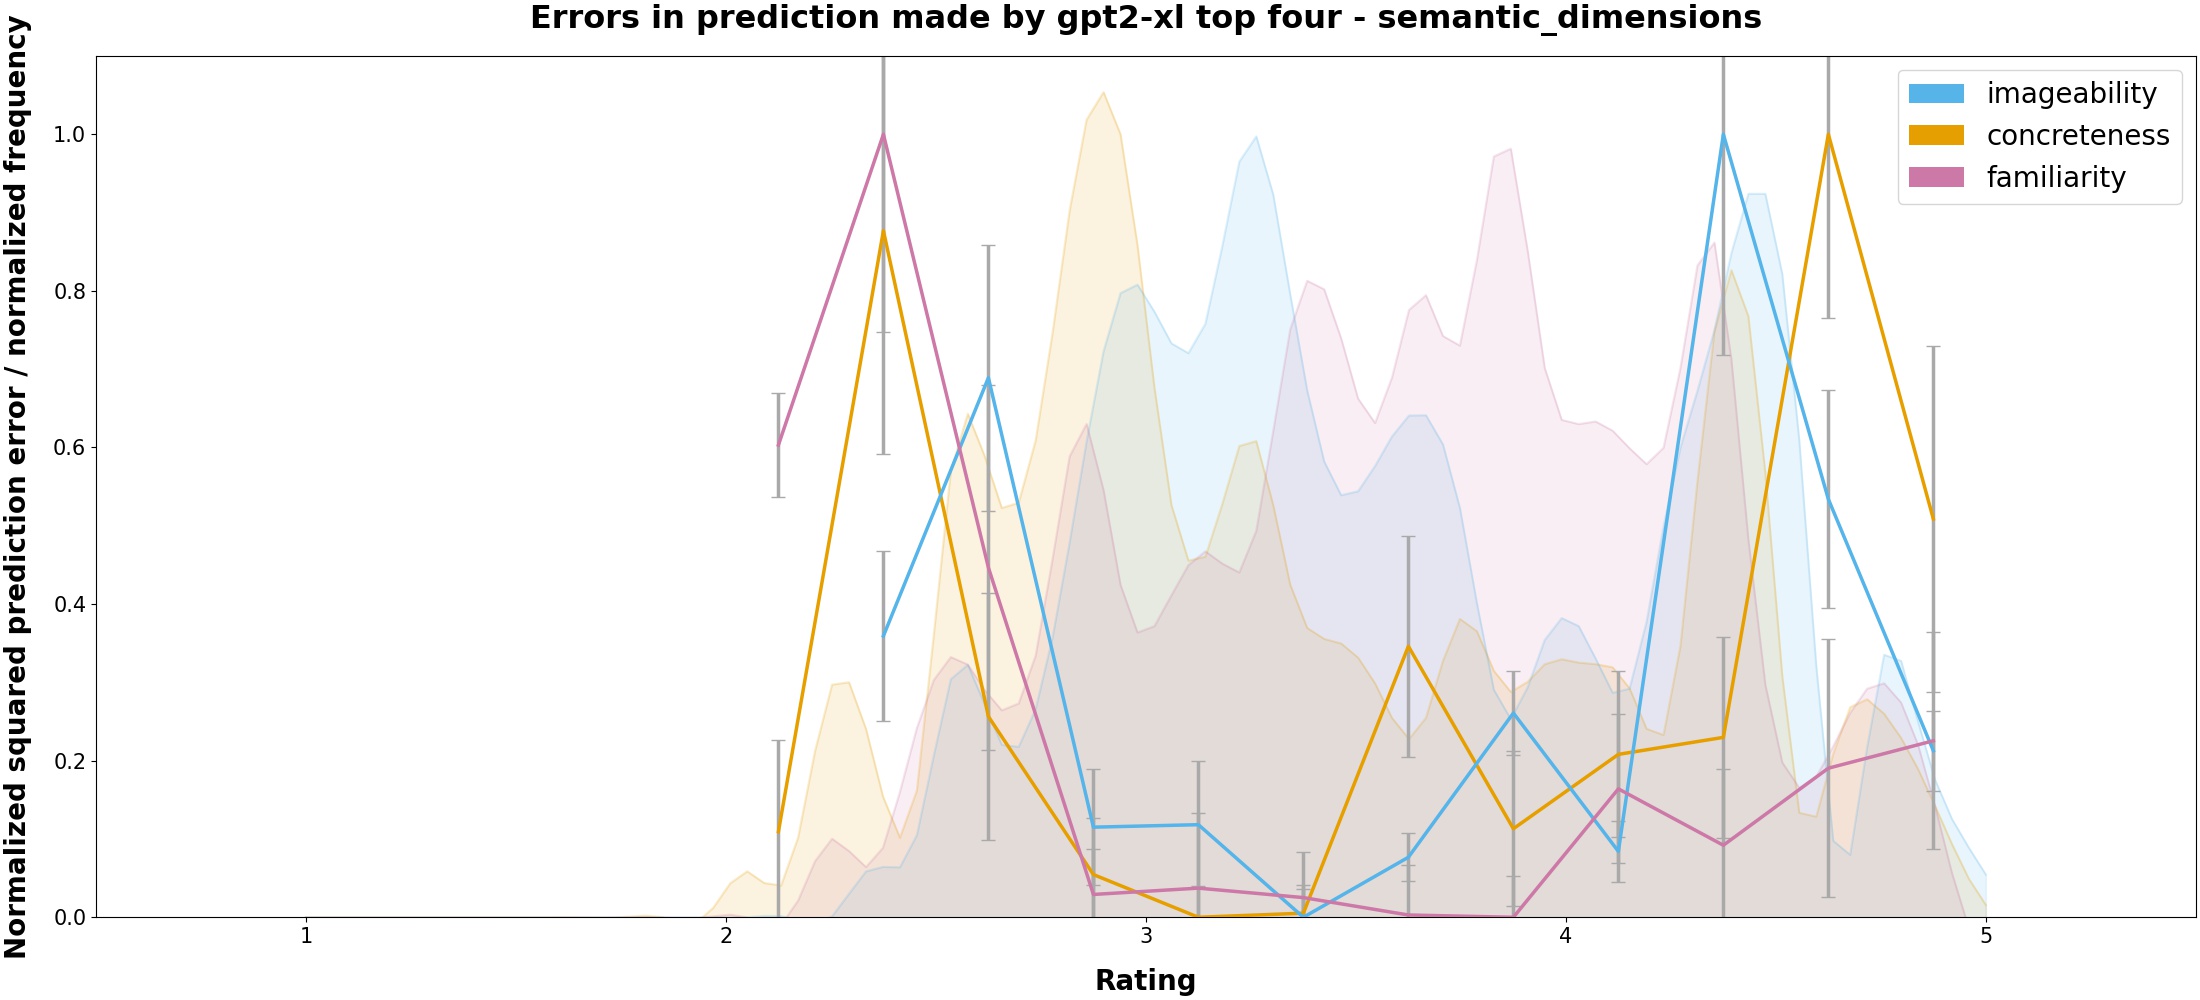 Errors in prediction made by gpt2-xl top four - semantic_dimensions
Normalized squared prediction error / normalized frequency
imageability
concreteness
familiarity
1.0
0.8
0.6
0.4
0.2
0.0
1 2 3 4 5
Rating